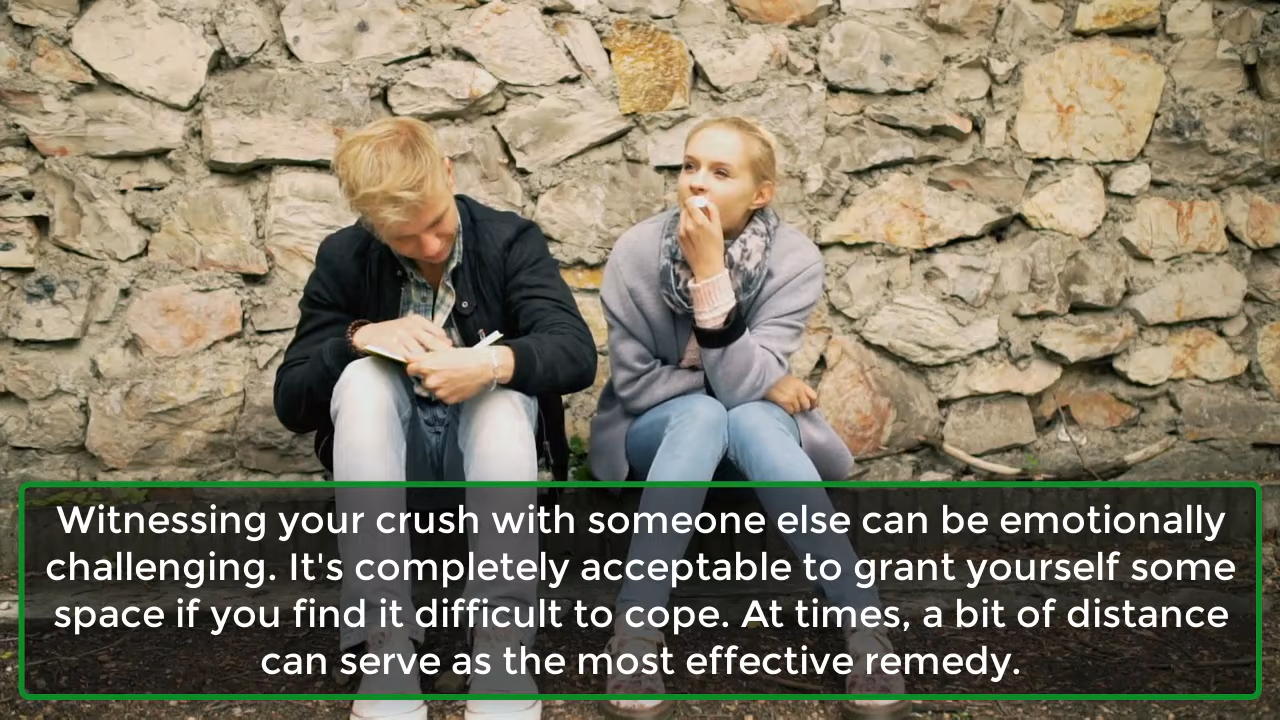 Witnessing your crush with someone else can be emotionally
challenging. It's completely acceptable to grant yourself some
space if you find it difficult to cope. At times, a bit of distance
can serve as the most effective remedy.